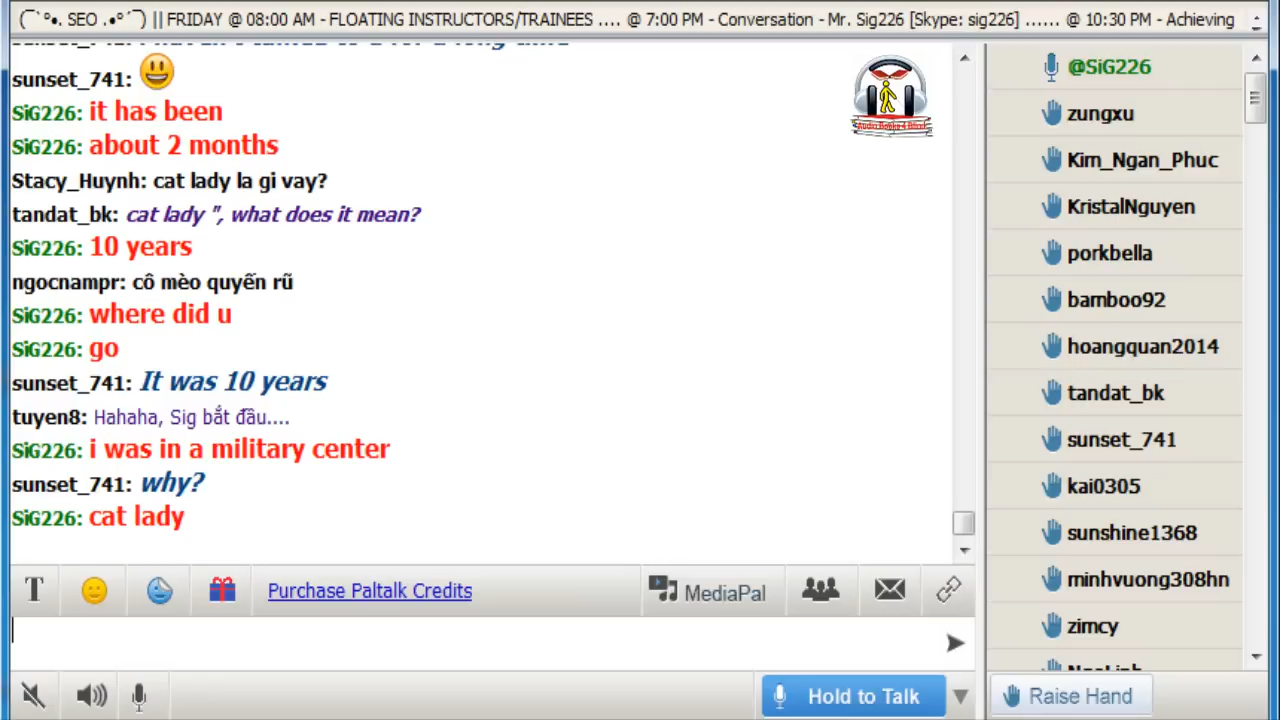 (¯`°•. SEO .•°´¯) || FRIDAY @ 08:00 AM - FLOATING INSTRUCTORS/TRAINEES .... @ 7:00 PM - Conversation - Mr. Sig226 [Skype: sig226] ...... @ 10:30 PM - Achieving
sunset_741:
SiG226: it has been
SiG226: about 2 months
Stacy_Huynh: cat lady la gi vay?
tandat_bk: cat lady ", what does it mean?
SiG226: 10 years
ngocnampr: cô mèo quyến rũ
SiG226: where did u
SiG226: go
sunset_741: It was 10 years
tuyen8: Hahaha, Sig bắt đầu....
SiG226: i was in a military center
sunset_741: why?
SiG226: cat lady
T
Purchase Paltalk Credits
MediaPal
Hold to Talk
@SiG226
zungxu
Kim_Ngan_Phuc
KristalNguyen
porkbella
bamboo92
hoangquan2014
tandat_bk
sunset_741
kai0305
sunshine1368
minhvuong308hn
zimcy
Raise Hand